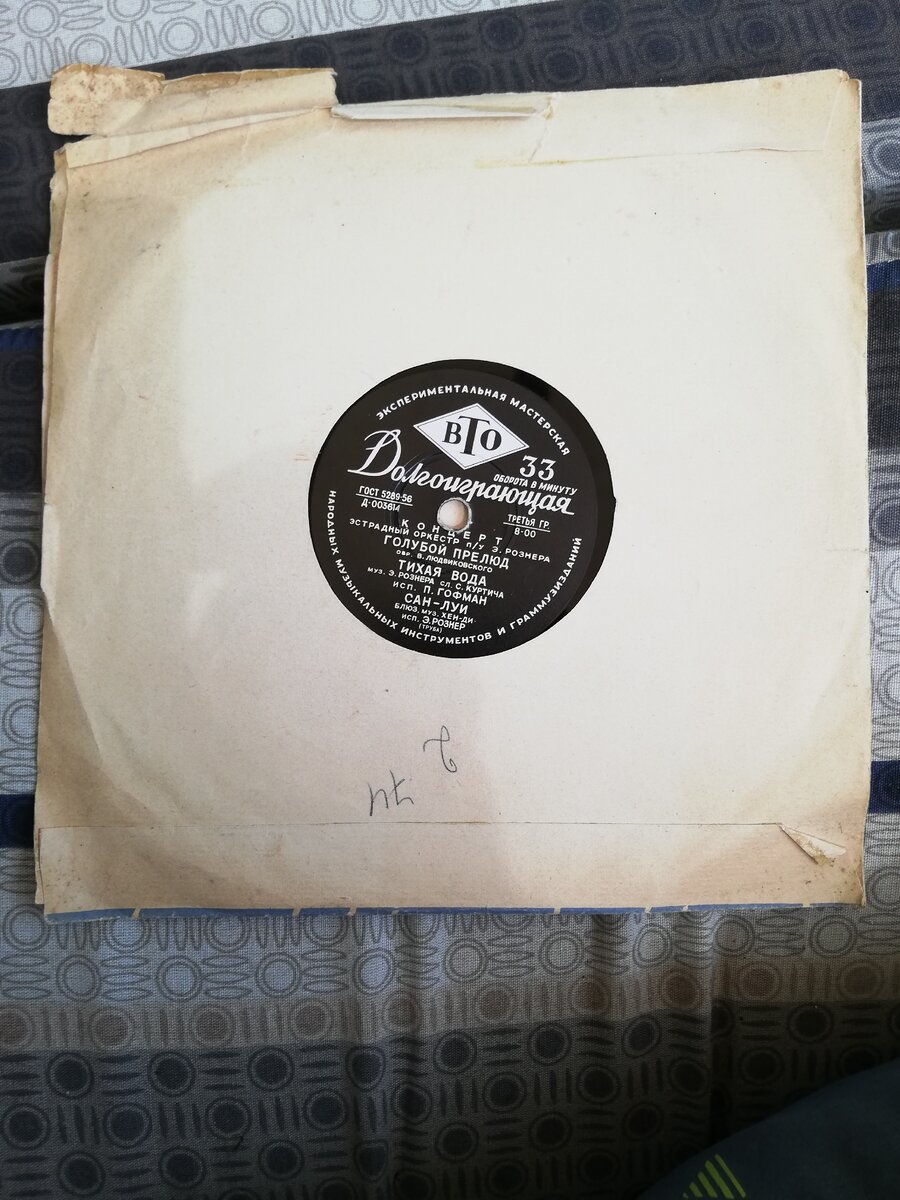 ЭКСПЕРИМЕНТАЛЬНАЯ МАСТЕРСКАЯ
ВТО
33
ОБОРОТА В МИНУТУ
Долгоиграющая
ГОСТ 5289-56
Д-003614
ТРЕТЬЯ ГР.
8-00
КОНЦЕРТ
ЭСТРАДНЫЙ ОРКЕСТР п/у Э. РОЗНЕРА
ГОЛУБОЙ ПРЕЛЮД
ОБР. В. ЛЮДВИКОВСКОГО
ТИХАЯ ВОДА
МУЗ. Э. РОЗНЕРА СЛ. С. КУРТИЧА
ИСП. П. ГОФМАН
САН-ЛУИ
БЛЮЗ, МУЗ. ХЕН-ДИ
ИСП. Э. РОЗНЕР
(ТРУБА)
НАРОДНЫХ МУЗЫКАЛЬНЫХ ИНСТРУМЕНТОВ И ГРАММУЗИЗДАНИЙ